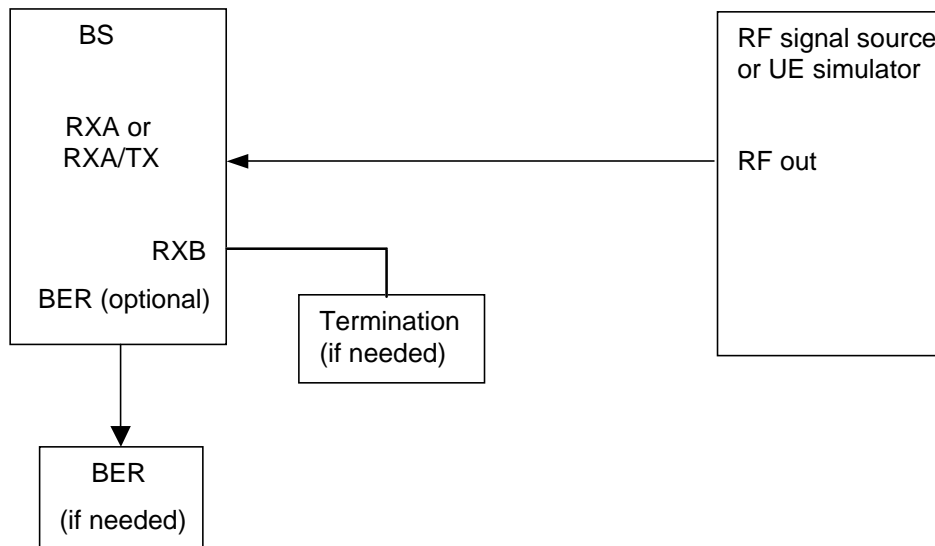 BS
RXA or
RXA/TX
RXB
BER (optional)
RF signal source
or UE simulator
RF out
Termination
(if needed)
BER
(if needed)